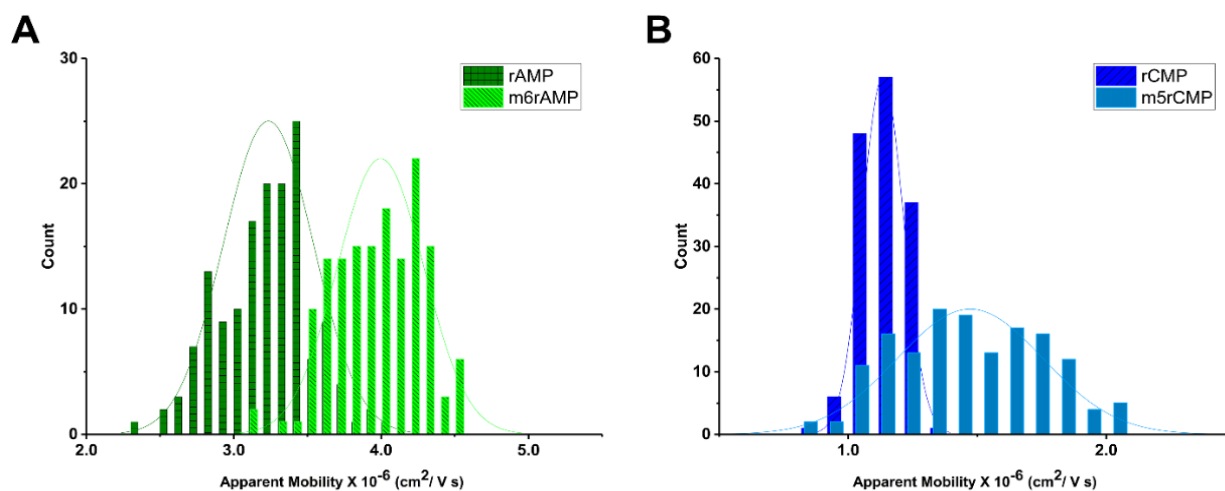 A
B
30
20
10
0
Count
rAMP
m6rAMP
2.0 3.0 4.0 5.0
Apparent Mobility X 10⁻⁶ (cm²/ V s)
60
50
40
30
20
10
0
Count
rCMP
m5rCMP
1.0 2.0
Apparent Mobility X 10⁻⁶ (cm²/ V s)